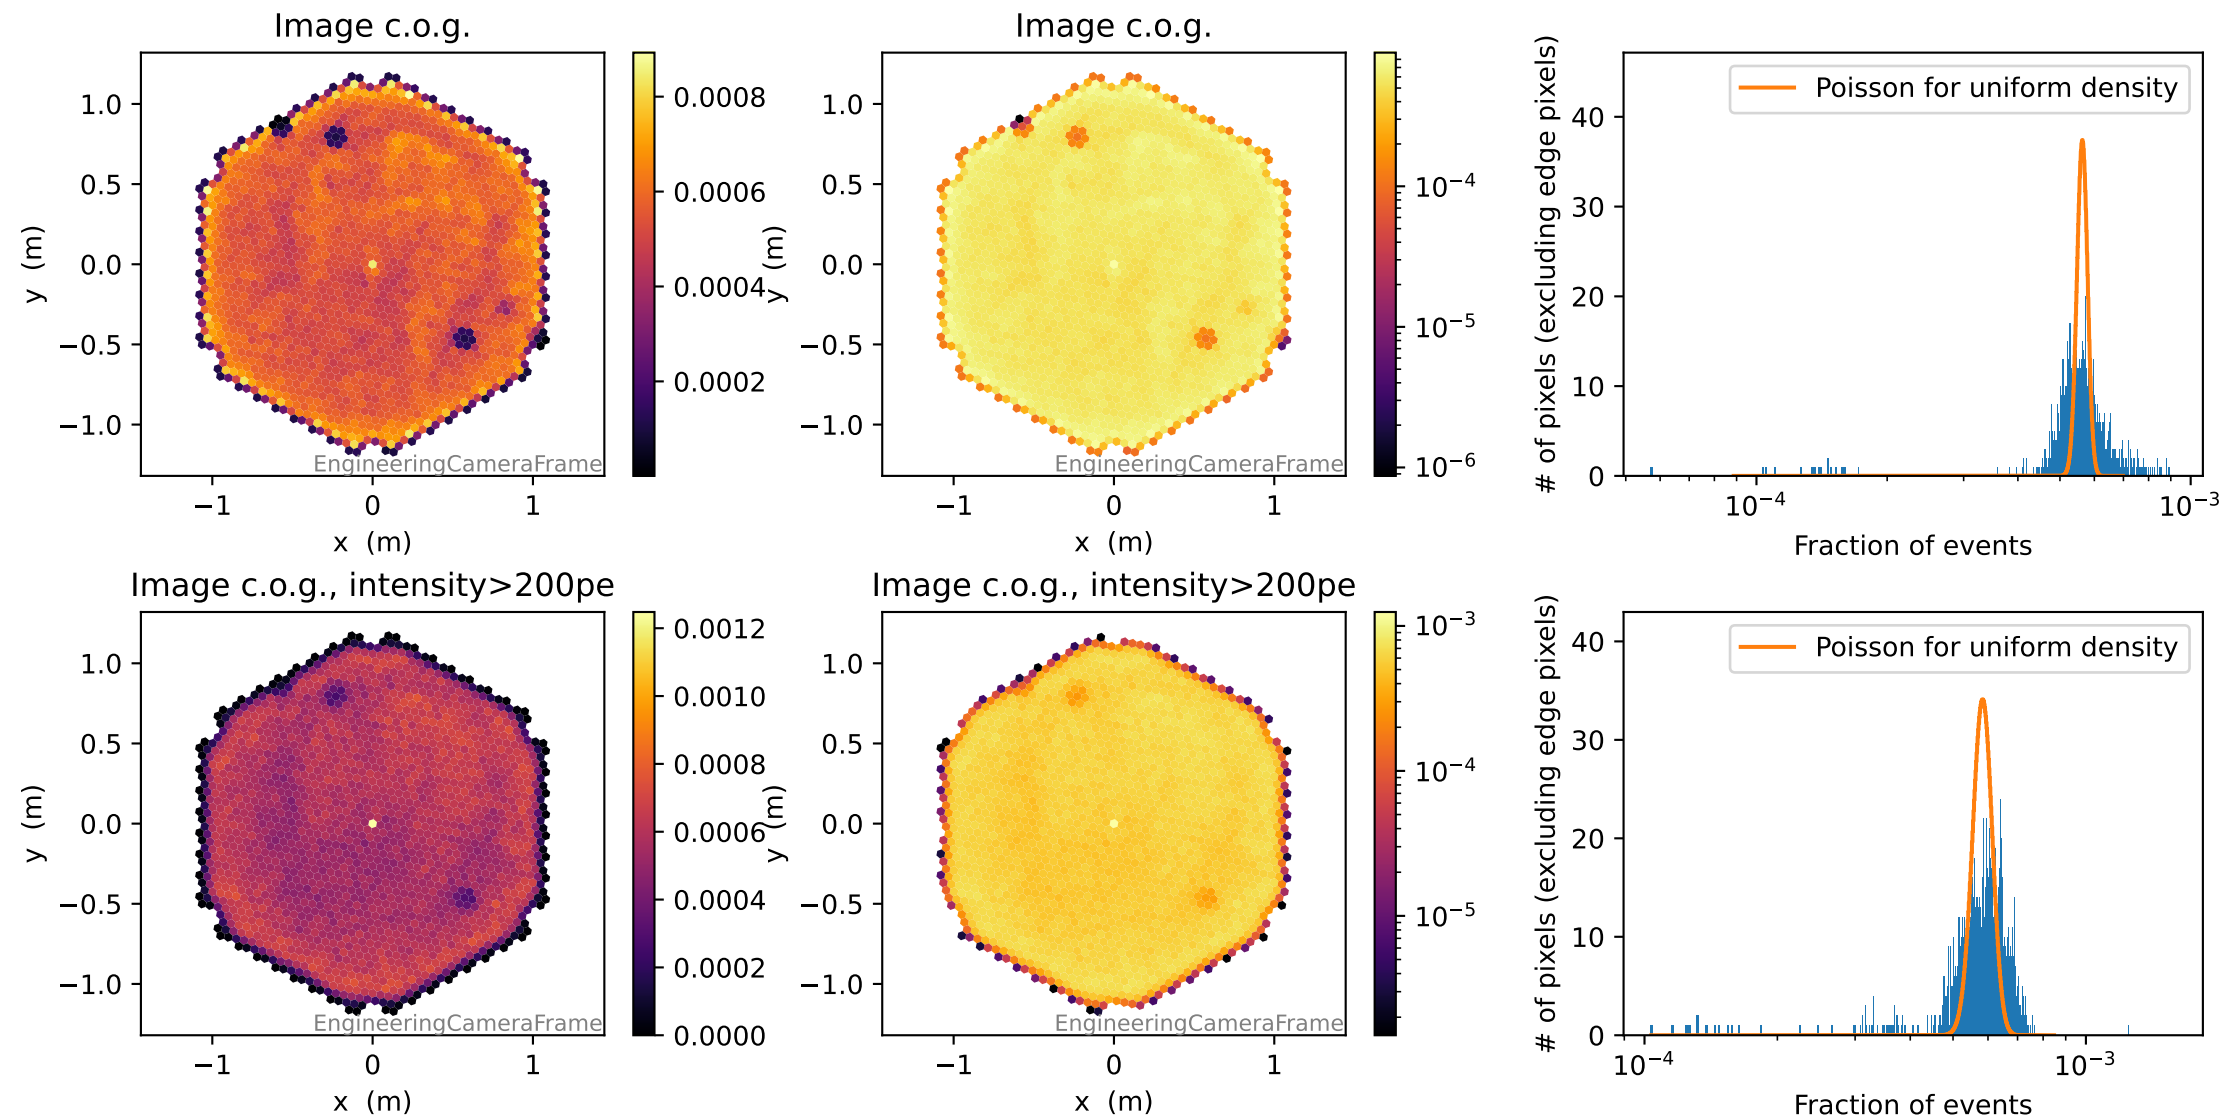 Image c.o.g.
1.0
0.5
0.0
−0.5
−1.0
y (m)
−1
0
1
x (m)
EngineeringCameraFrame
0.0008
0.0006
0.0004
0.0002
Image c.o.g.
1.0
0.5
0.0
−0.5
−1.0
y (m)
−1
0
1
x (m)
EngineeringCameraFrame
10⁻⁴
10⁻⁵
10⁻⁶
Poisson for uniform density
# of pixels (excluding edge pixels)
40
30
20
10
0
10⁻⁴
10⁻³
Fraction of events
Image c.o.g., intensity>200pe
1.0
0.5
0.0
−0.5
−1.0
y (m)
−1
0
1
x (m)
EngineeringCameraFrame
0.0012
0.0010
0.0008
0.0006
0.0004
0.0002
0.0000
Image c.o.g., intensity>200pe
1.0
0.5
0.0
−0.5
−1.0
y (m)
−1
0
1
x (m)
EngineeringCameraFrame
10⁻³
10⁻⁴
10⁻⁵
Poisson for uniform density
# of pixels (excluding edge pixels)
40
30
20
10
0
10⁻⁴
10⁻³
Fraction of events